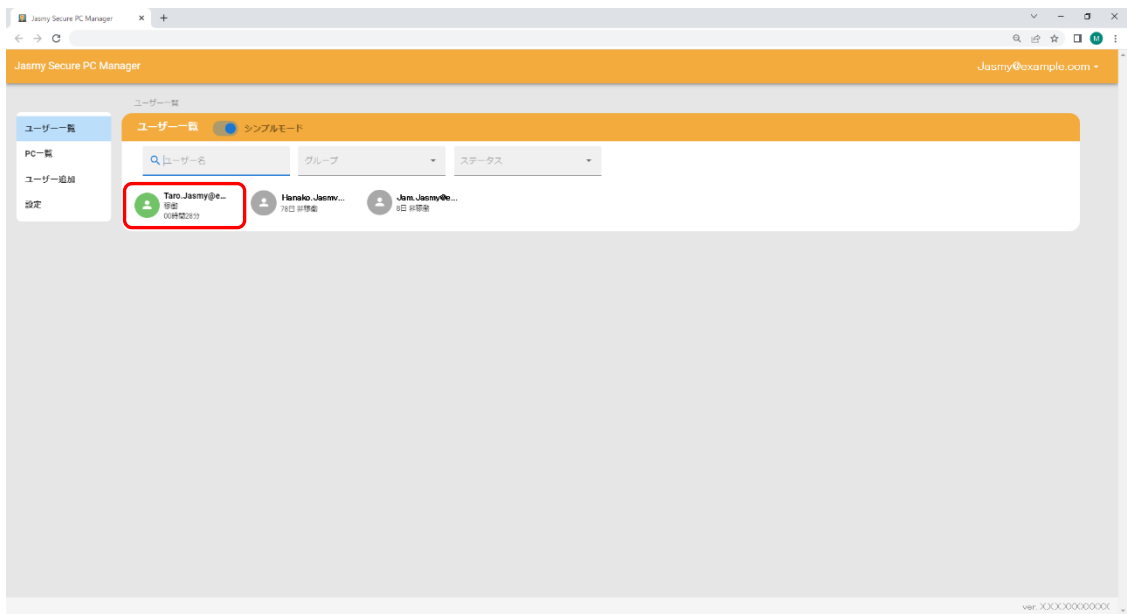 Jasmy Secure PC Manager
Jasmy Secure PC Manager
Jasmy@example.com
ユーザー一覧
ユーザー一覧
PC一覧
ユーザー追加
設定
ユーザー一覧 シンプルモード
ユーザー名 グループ ステータス
Taro.Jasmy@e...
稼働
00時間28分
Hanako.Jasmy...
78日 非稼働
Jam.Jasmy@e...
8日 非稼働
ver. XXXXXXXXXXX